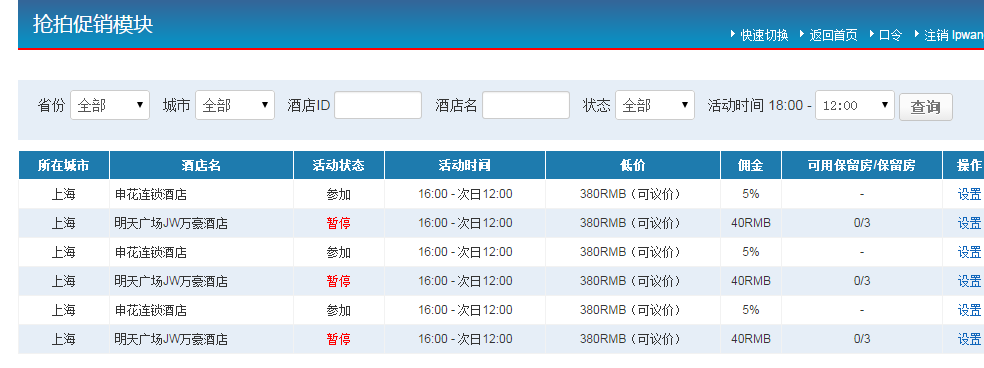 抢拍促销模块
快速切换 返回首页 口令 注销 lpwan
省份 全部 城市 全部 酒店ID 酒店名 状态 全部 活动时间 18:00 - 12:00 查询
所在城市 酒店名 活动状态 活动时间 低价 佣金 可用保留房/保留房 操作
上海 申花连锁酒店 参加 16:00 - 次日12:00 380RMB（可议价） 5% - 设置
上海 明天广场JW万豪酒店 暂停 16:00 - 次日12:00 380RMB（可议价） 40RMB 0/3 设置
上海 申花连锁酒店 参加 16:00 - 次日12:00 380RMB（可议价） 5% - 设置
上海 明天广场JW万豪酒店 暂停 16:00 - 次日12:00 380RMB（可议价） 40RMB 0/3 设置
上海 申花连锁酒店 参加 16:00 - 次日12:00 380RMB（可议价） 5% - 设置
上海 明天广场JW万豪酒店 暂停 16:00 - 次日12:00 380RMB（可议价） 40RMB 0/3 设置